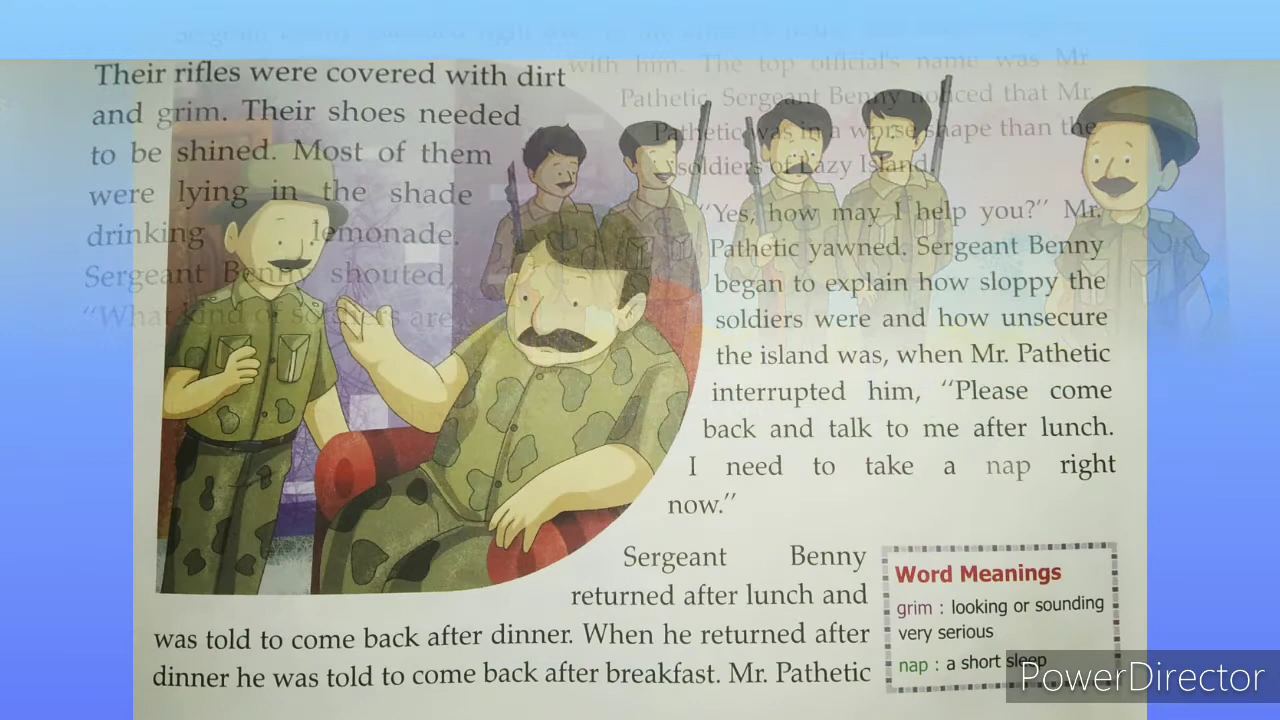 Their rifles were covered with dirt
and grim. Their shoes needed
to be shined. Most of them
were lying in the shade
drinking lemonade.
Sergeant Benny shouted,
“What kind of soldiers are
with him. The top official's name was Mr
Pathetic. Sergeant Benny noticed that Mr.
Pathetic was in a worse shape than the
soldiers of Lazy Island.
“Yes, how may I help you?” Mr.
Pathetic yawned. Sergeant Benny
began to explain how sloppy the
soldiers were and how unsecure
the island was, when Mr. Pathetic
interrupted him, “Please come
back and talk to me after lunch.
I need to take a nap right
now.”
Sergeant Benny
returned after lunch and
was told to come back after dinner. When he returned after
dinner he was told to come back after breakfast. Mr. Pathetic
Word Meanings
grim : looking or sounding
very serious
nap : a short sleep
PowerDirector